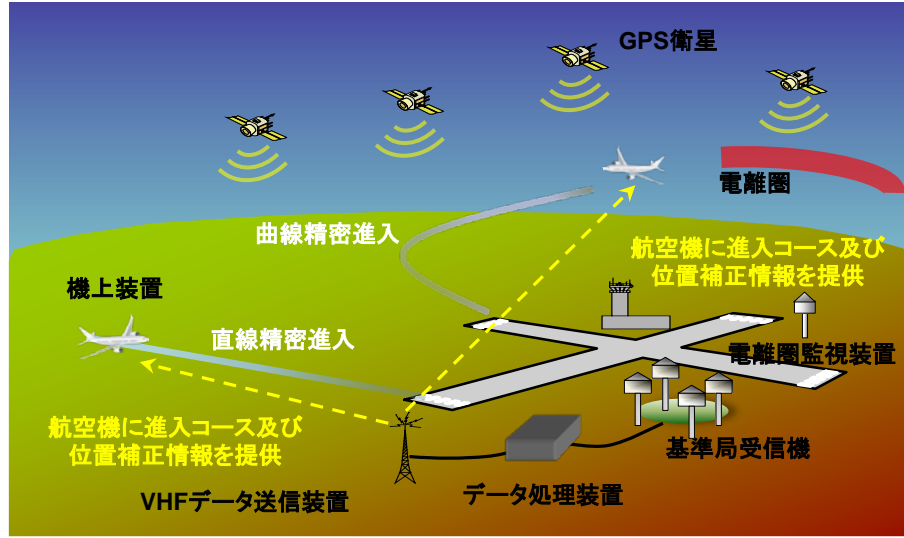 GPS衛星
電離圏
曲線精密進入
航空機に進入コース及び
位置補正情報を提供
機上装置
直線精密進入
電離圏監視装置
航空機に進入コース及び
位置補正情報を提供
基準局受信機
VHFデータ送信装置
データ処理装置